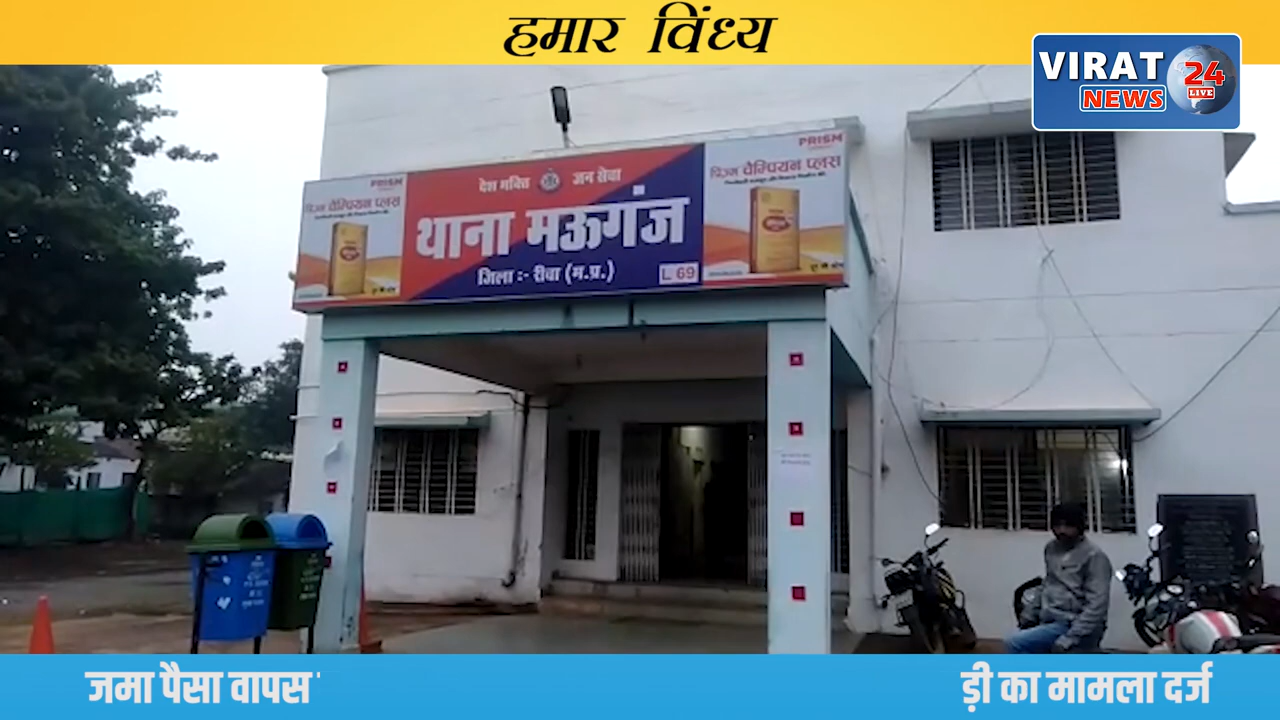 हमार विंध्य
VIRAT 24
NEWS LIVE
PRISM
प्रिज्म चैम्पियन प्लस
देश भक्ति जन सेवा
थाना मऊगंज
जिला :- रीवा (म.प्र.)
L 69
PRISM
प्रिज्म चैम्पियन प्लस
जमा पैसा वापस
ड़ी का मामला दर्ज